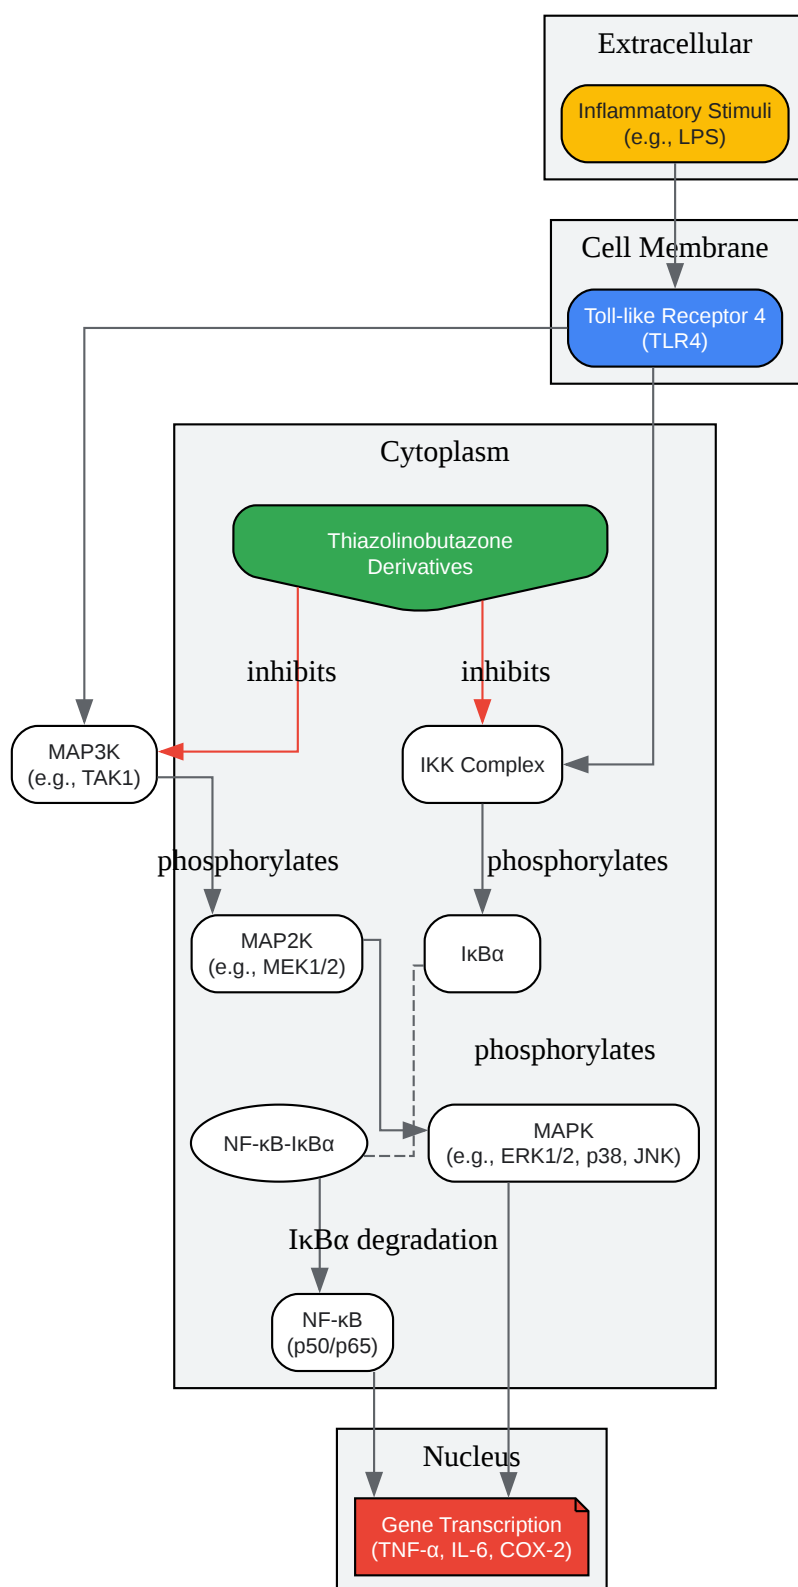 Extracellular
Inflammatory Stimuli
(e.g., LPS)
Cell Membrane
Toll-like Receptor 4
(TLR4)
Cytoplasm
Thiazolinobutazone
Derivatives
inhibits
inhibits
MAP3K
(e.g., TAK1)
IKK Complex
phosphorylates
phosphorylates
MAP2K
(e.g., MEK1/2)
IκBα
phosphorylates
NF-κB-IκBα
MAPK
(e.g., ERK1/2, p38, JNK)
IκBα degradation
NF-κB
(p50/p65)
Nucleus
Gene Transcription
(TNF-α, IL-6, COX-2)